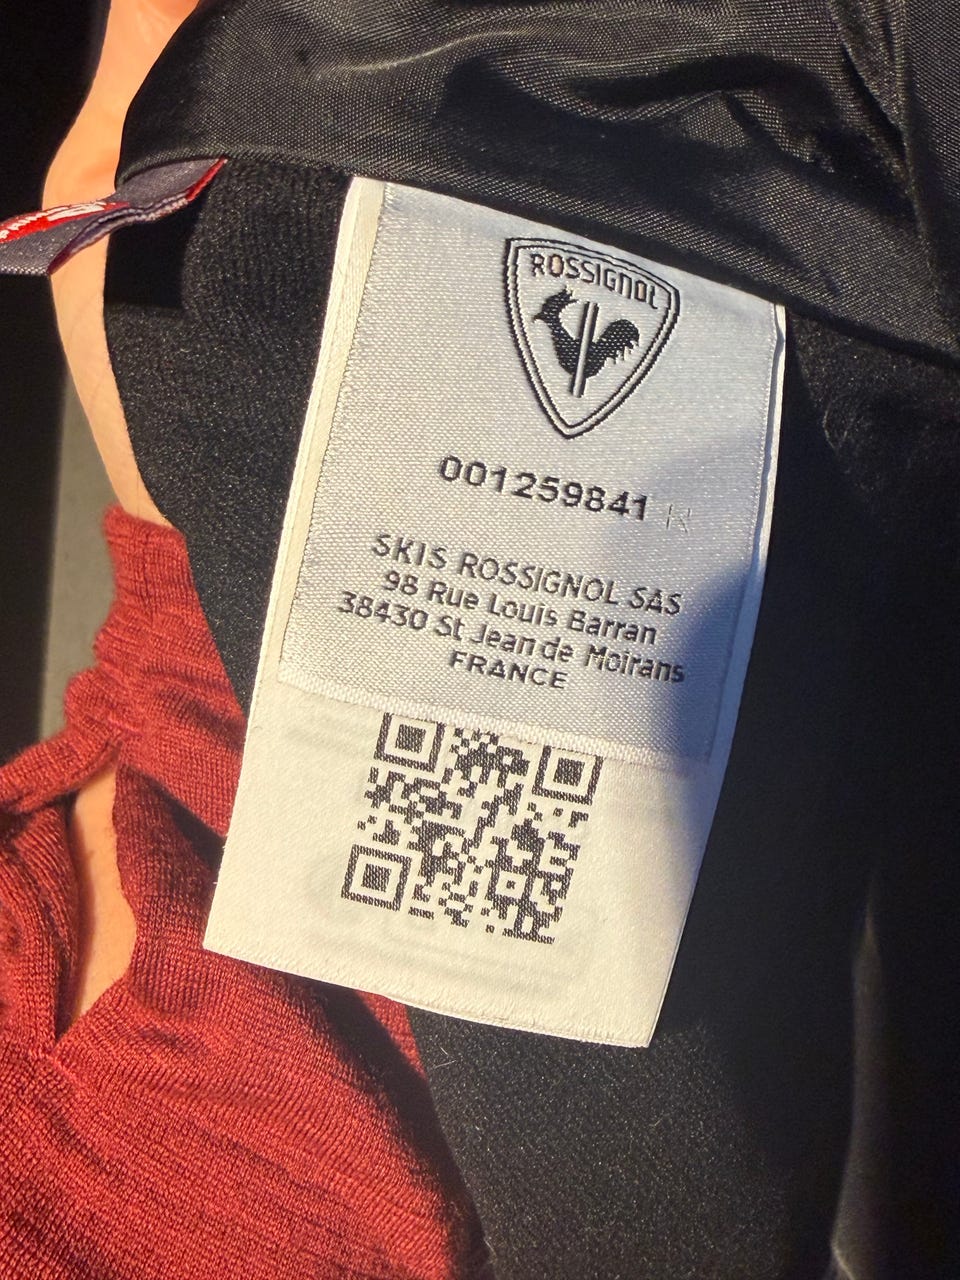 ROSSIGNOL
001259841
SKIS ROSSIGNOL SAS
98 Rue Louis Barran
38430 St Jean de Moirans
FRANCE